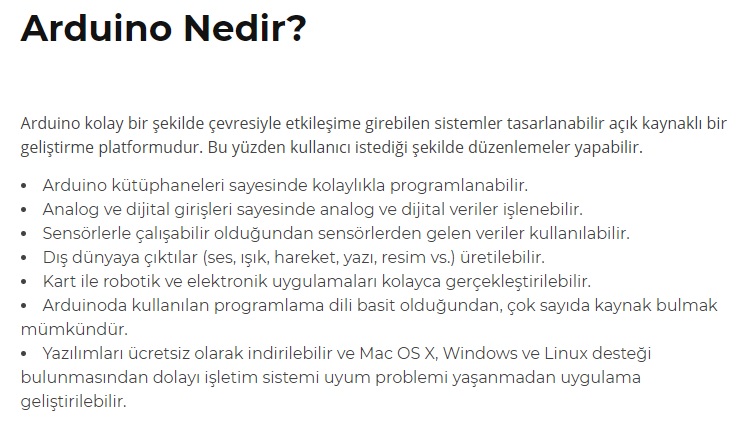 Arduino Nedir?
Arduino kolay bir şekilde çevresiyle etkileşime girebilen sistemler tasarlanabilir açık kaynaklı bir
geliştirme platformudur. Bu yüzden kullanıcı istediği şekilde düzenlemeler yapabilir.
• Arduino kütüphaneleri sayesinde kolaylıkla programlanabilir.
• Analog ve dijital girişleri sayesinde analog ve dijital veriler işlenebilir.
• Sensörlerle çalışabilir olduğundan sensörlerden gelen veriler kullanılabilir.
• Dış dünyaya çıktılar (ses, ışık, hareket, yazı, resim vs.) üretilebilir.
• Kart ile robotik ve elektronik uygulamaları kolayca gerçekleştirilebilir.
• Arduinoda kullanılan programlama dili basit olduğundan, çok sayıda kaynak bulmak
mümkündür.
• Yazılımları ücretsiz olarak indirilebilir ve Mac OS X, Windows ve Linux desteği
bulunmasından dolayı işletim sistemi uyum problemi yaşanmadan uygulama
geliştirilebilir.